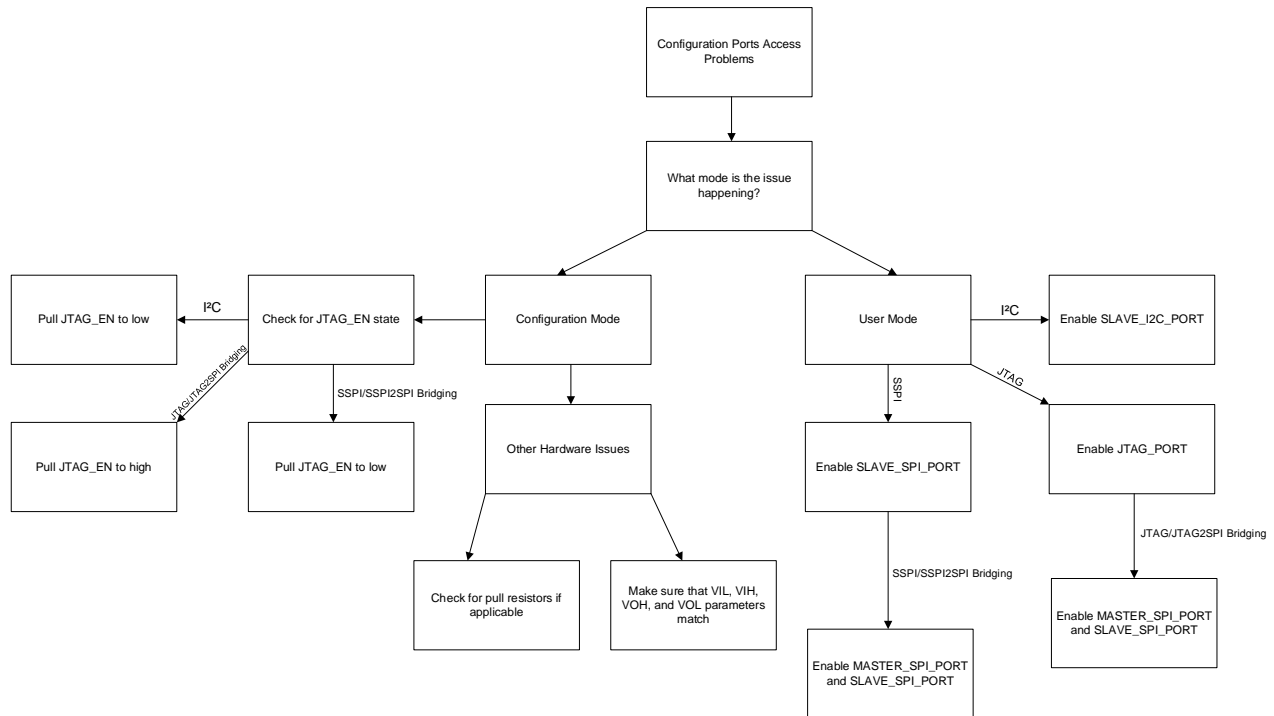 Configuration Ports Access
Problems
What mode is the issue
happening?
Pull JTAG_EN to low
I²C
Check for JTAG_EN state
Configuration Mode
User Mode
I²C
Enable SLAVE_I2C_PORT
JTAG/JTAG2SPI Bridging
SSPI/SSPI2SPI Bridging
SSPI
JTAG
Pull JTAG_EN to high
Pull JTAG_EN to low
Other Hardware Issues
Enable SLAVE_SPI_PORT
Enable JTAG_PORT
JTAG/JTAG2SPI Bridging
SSPI/SSPI2SPI Bridging
Check for pull resistors if
applicable
Make sure that VIL, VIH,
VOH, and VOL parameters
match
Enable MASTER_SPI_PORT
and SLAVE_SPI_PORT
Enable MASTER_SPI_PORT
and SLAVE_SPI_PORT